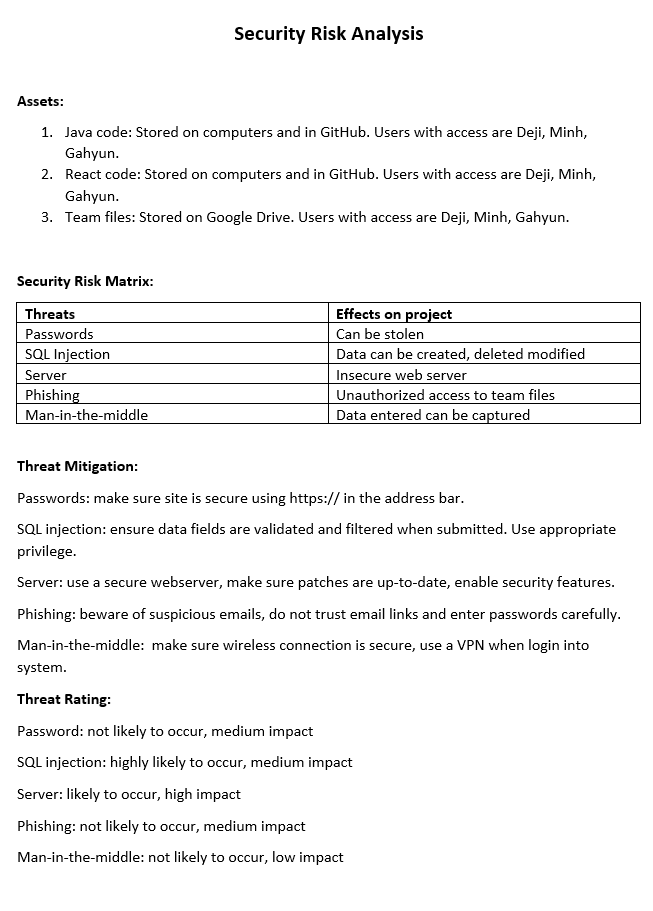 Security Risk Analysis
Assets:
1. Java code: Stored on computers and in GitHub. Users with access are Deji, Minh,
Gahyun.
2. React code: Stored on computers and in GitHub. Users with access are Deji, Minh,
Gahyun.
3. Team files: Stored on Google Drive. Users with access are Deji, Minh, Gahyun.
Security Risk Matrix:
Threats Effects on project
Passwords Can be stolen
SQL Injection Data can be created, deleted modified
Server Insecure web server
Phishing Unauthorized access to team files
Man-in-the-middle Data entered can be captured
Threat Mitigation:
Passwords: make sure site is secure using https:// in the address bar.
SQL injection: ensure data fields are validated and filtered when submitted. Use appropriate
privilege.
Server: use a secure webserver, make sure patches are up-to-date, enable security features.
Phishing: beware of suspicious emails, do not trust email links and enter passwords carefully.
Man-in-the-middle:  make sure wireless connection is secure, use a VPN when login into
system.
Threat Rating:
Password: not likely to occur, medium impact
SQL injection: highly likely to occur, medium impact
Server: likely to occur, high impact
Phishing: not likely to occur, medium impact
Man-in-the-middle: not likely to occur, low impact